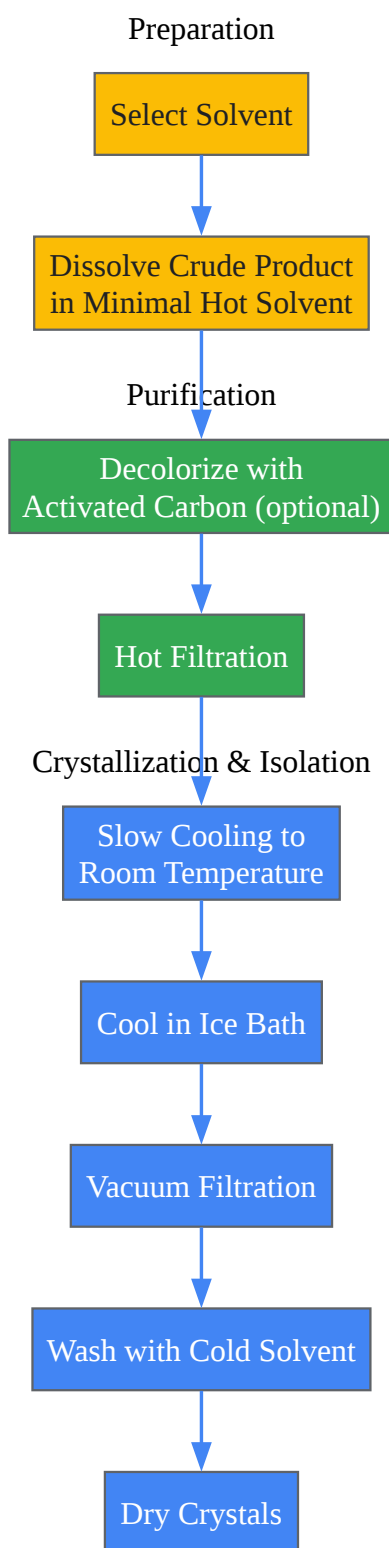 Preparation
Select Solvent
Dissolve Crude Product
in Minimal Hot Solvent
Purification
Decolorize with
Activated Carbon (optional)
Hot Filtration
Crystallization & Isolation
Slow Cooling to
Room Temperature
Cool in Ice Bath
Vacuum Filtration
Wash with Cold Solvent
Dry Crystals